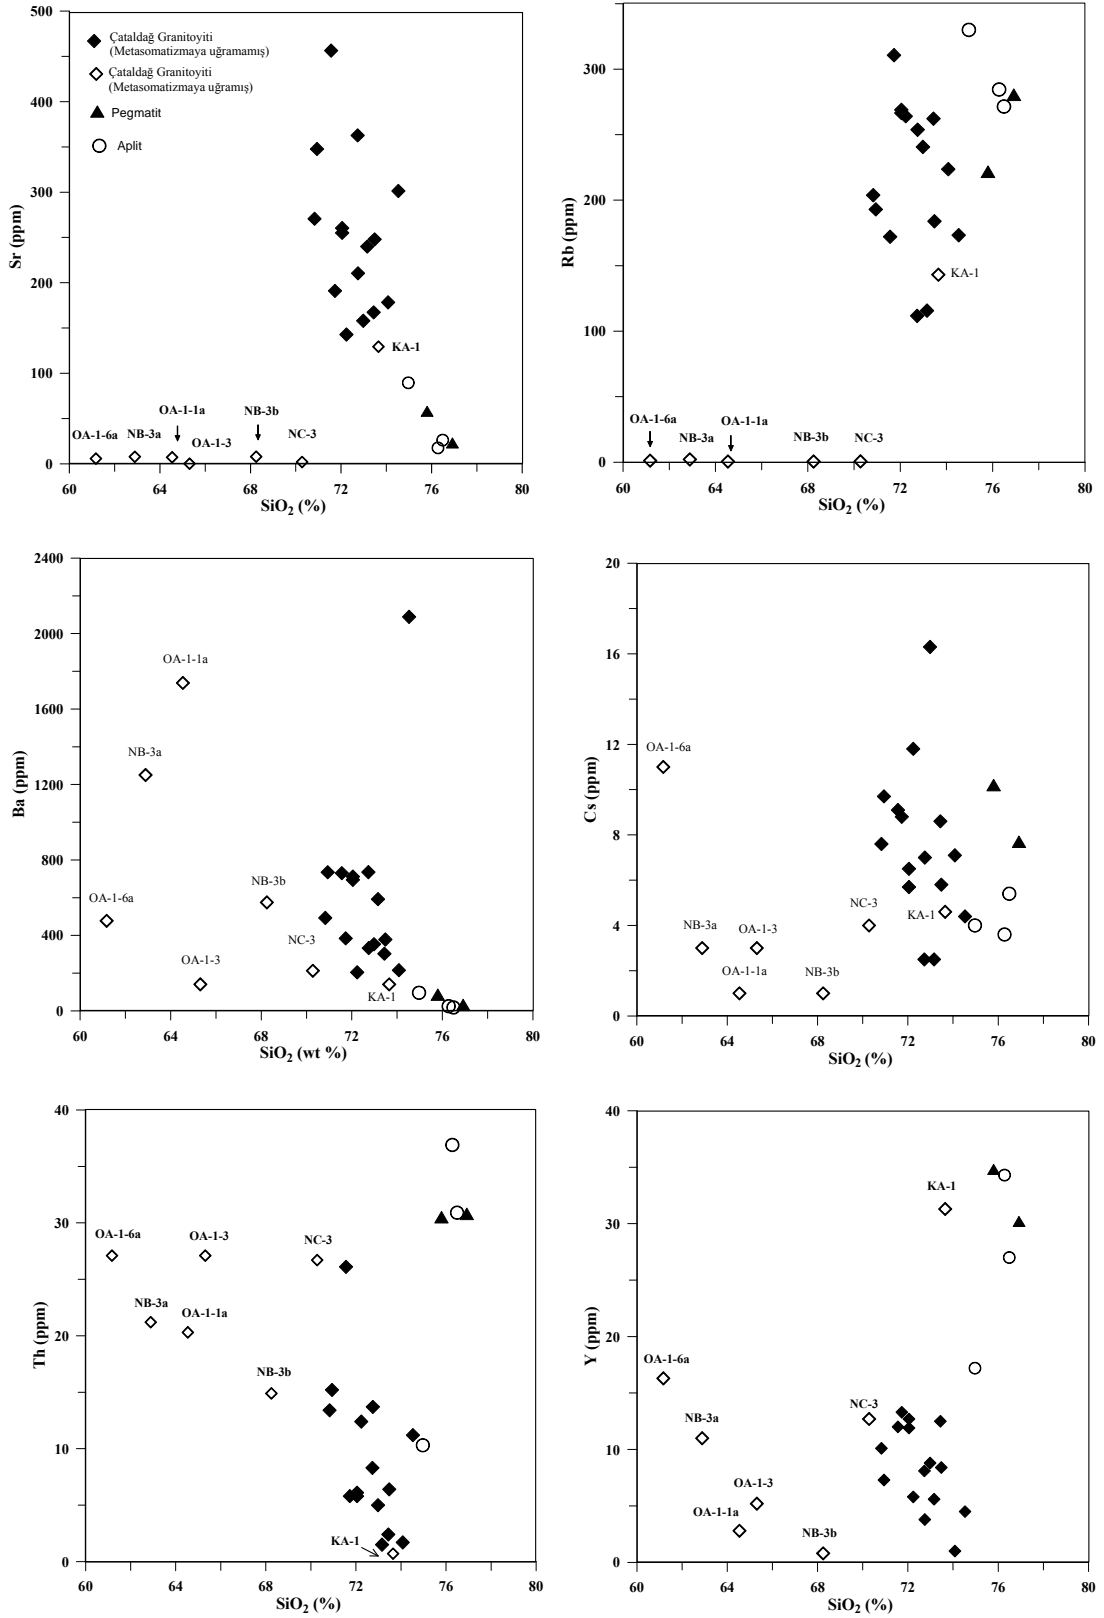 500
400
300
200
100
0
Sr (ppm)
Çataldağ Granitoyiti
(Metasomatizmaya uğramamış)
Çataldağ Granitoyiti
(Metasomatizmaya uğramış)
Pegmatit
Aplit
KA-1
OA-1-1a
NB-3b
OA-1-6a
NB-3a
OA-1-3
NC-3
60
64
68
72
76
80
SiO2 (%)
300
200
100
0
Rb (ppm)
KA-1
OA-1-6a
NB-3a
OA-1-1a
NB-3b
NC-3
60
64
68
72
76
80
SiO2 (%)
2400
2000
1600
1200
800
400
0
Ba (ppm)
OA-1-1a
NB-3a
NB-3b
OA-1-6a
NC-3
OA-1-3
KA-1
60
64
68
72
76
80
SiO2 (wt %)
20
16
12
8
4
0
Cs (ppm)
OA-1-6a
NC-3
KA-1
NB-3a
OA-1-3
OA-1-1a
NB-3b
60
64
68
72
76
80
SiO2 (%)
40
30
20
10
0
Th (ppm)
OA-1-6a
OA-1-3
NC-3
NB-3a
OA-1-1a
NB-3b
KA-1
60
64
68
72
76
80
SiO2 (%)
40
30
20
10
0
Y (ppm)
KA-1
OA-1-6a
NC-3
NB-3a
OA-1-3
OA-1-1a
NB-3b
60
64
68
72
76
80
SiO2 (%)